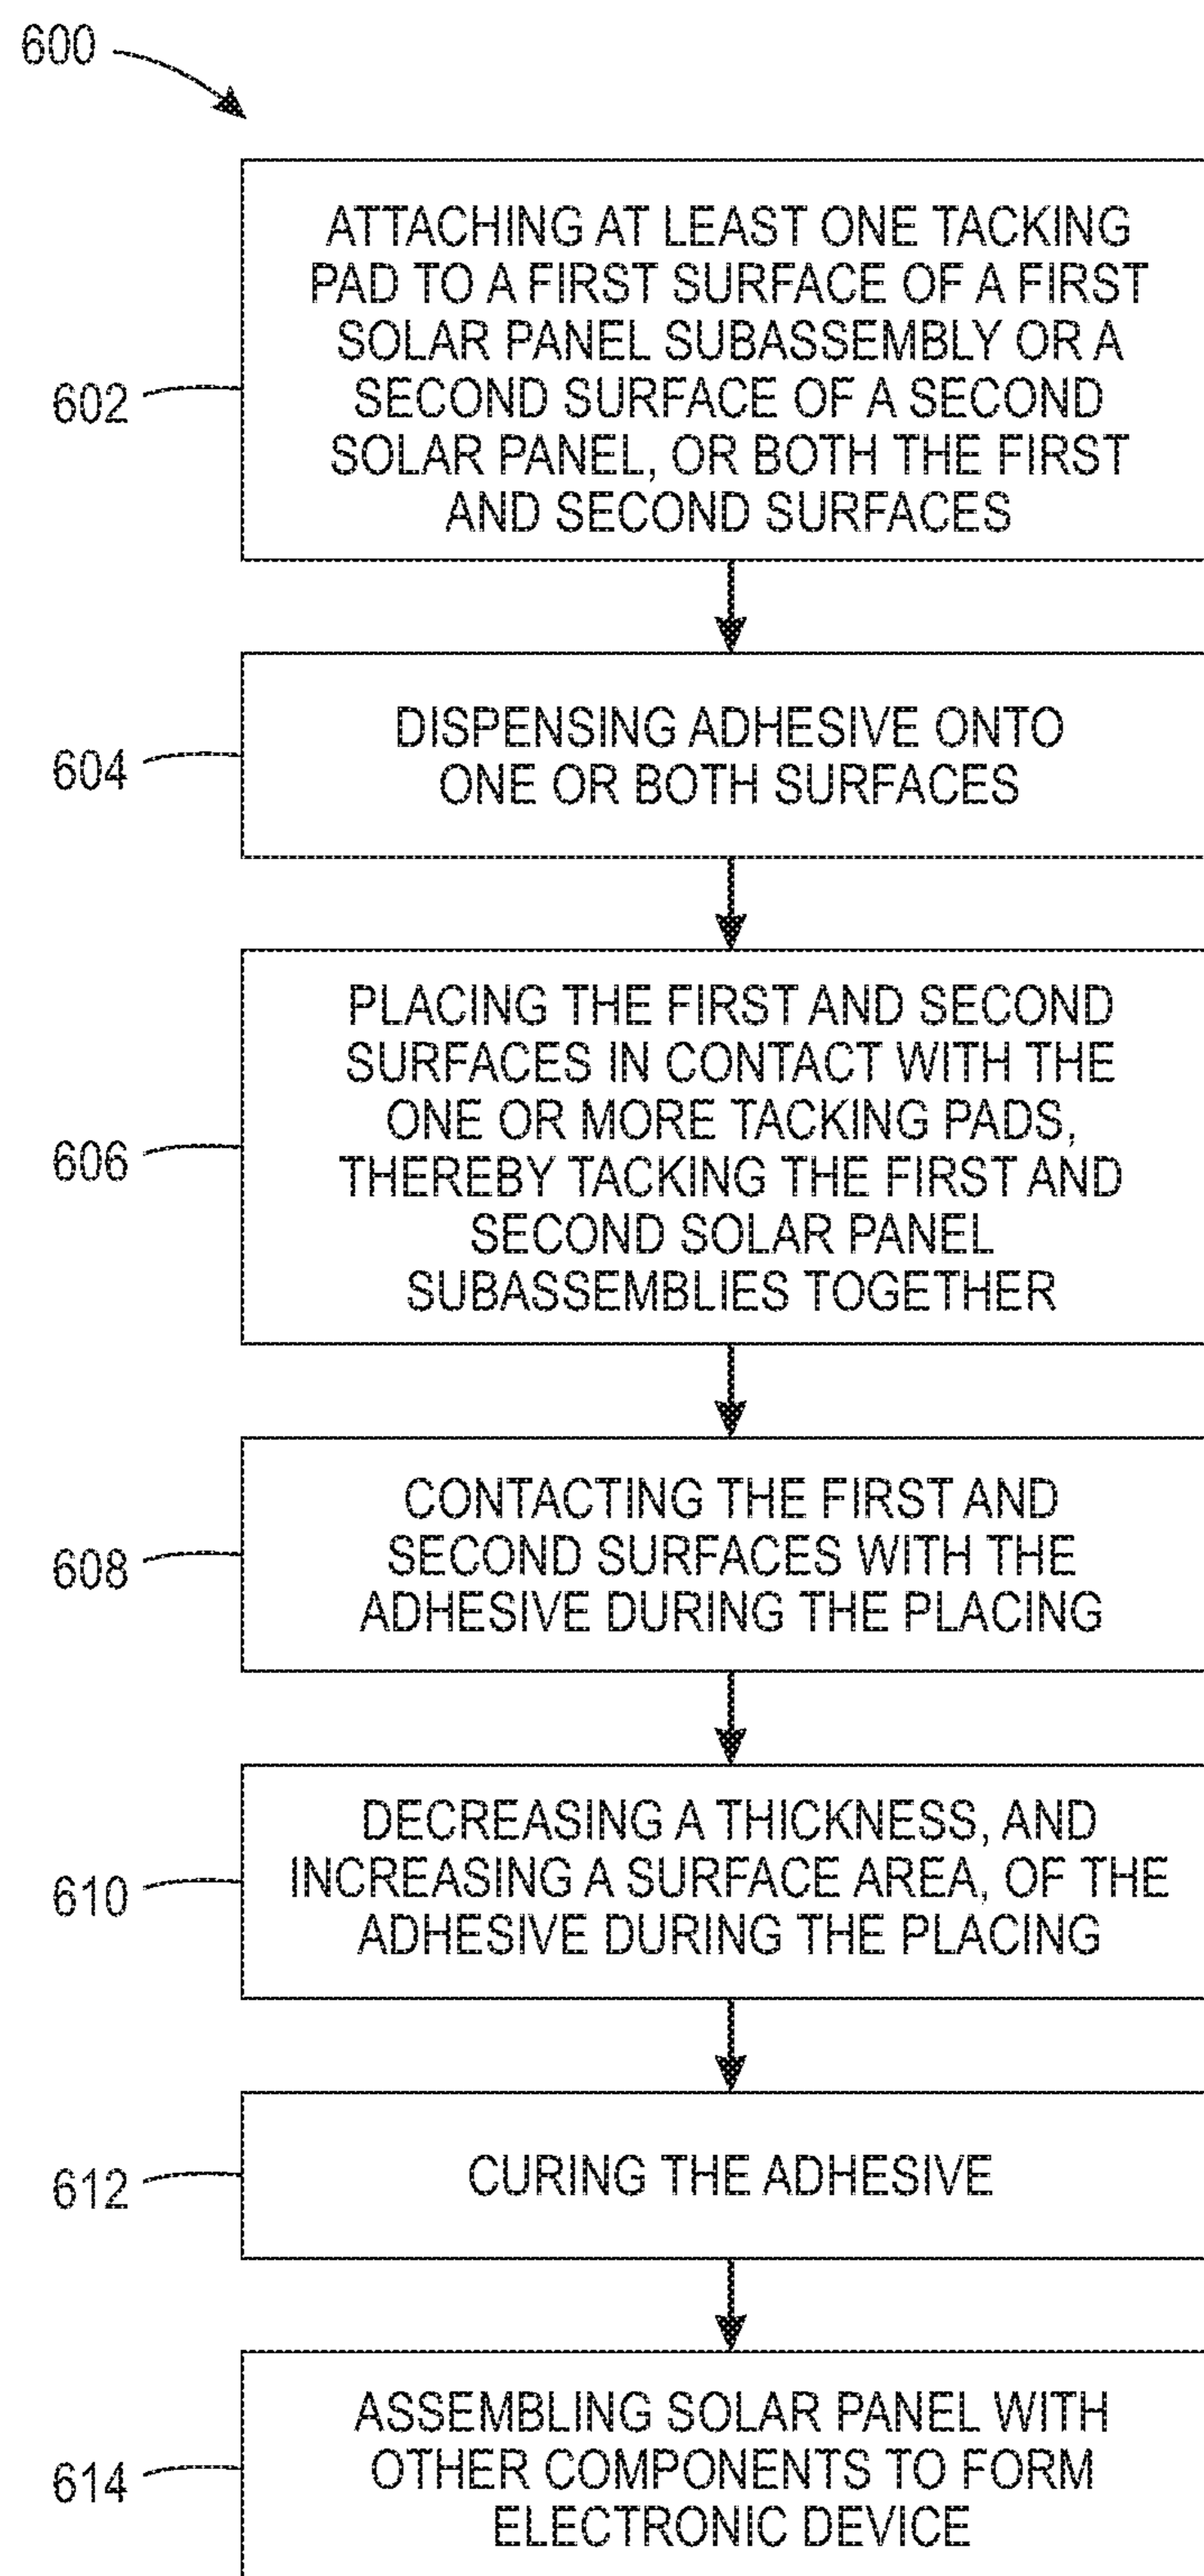 600
ATTACHING AT LEAST ONE TACKING
PAD TO A FIRST SURFACE OF A FIRST
SOLAR PANEL SUBASSEMBLY OR A
SECOND SURFACE OF A SECOND
SOLAR PANEL, OR BOTH THE FIRST
AND SECOND SURFACES
602
DISPENSING ADHESIVE ONTO
ONE OR BOTH SURFACES
604
PLACING THE FIRST AND SECOND
SURFACES IN CONTACT WITH THE
ONE OR MORE TACKING PADS,
THEREBY TACKING THE FIRST AND
SECOND SOLAR PANEL
SUBASSEMBLIES TOGETHER
606
CONTACTING THE FIRST AND
SECOND SURFACES WITH THE
ADHESIVE DURING THE PLACING
608
DECREASING A THICKNESS, AND
INCREASING A SURFACE AREA, OF THE
ADHESIVE DURING THE PLACING
610
CURING THE ADHESIVE
612
ASSEMBLING SOLAR PANEL WITH
OTHER COMPONENTS TO FORM
ELECTRONIC DEVICE
614